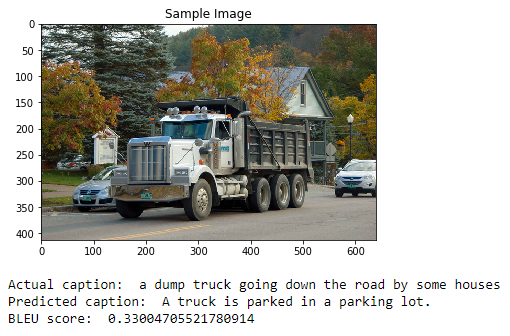 Sample Image
0
50
100
150
200
250
300
350
400
0 100 200 300 400 500 600
Actual caption:  a dump truck going down the road by some houses
Predicted caption:  A truck is parked in a parking lot.
BLEU score:  0.33004705521780914